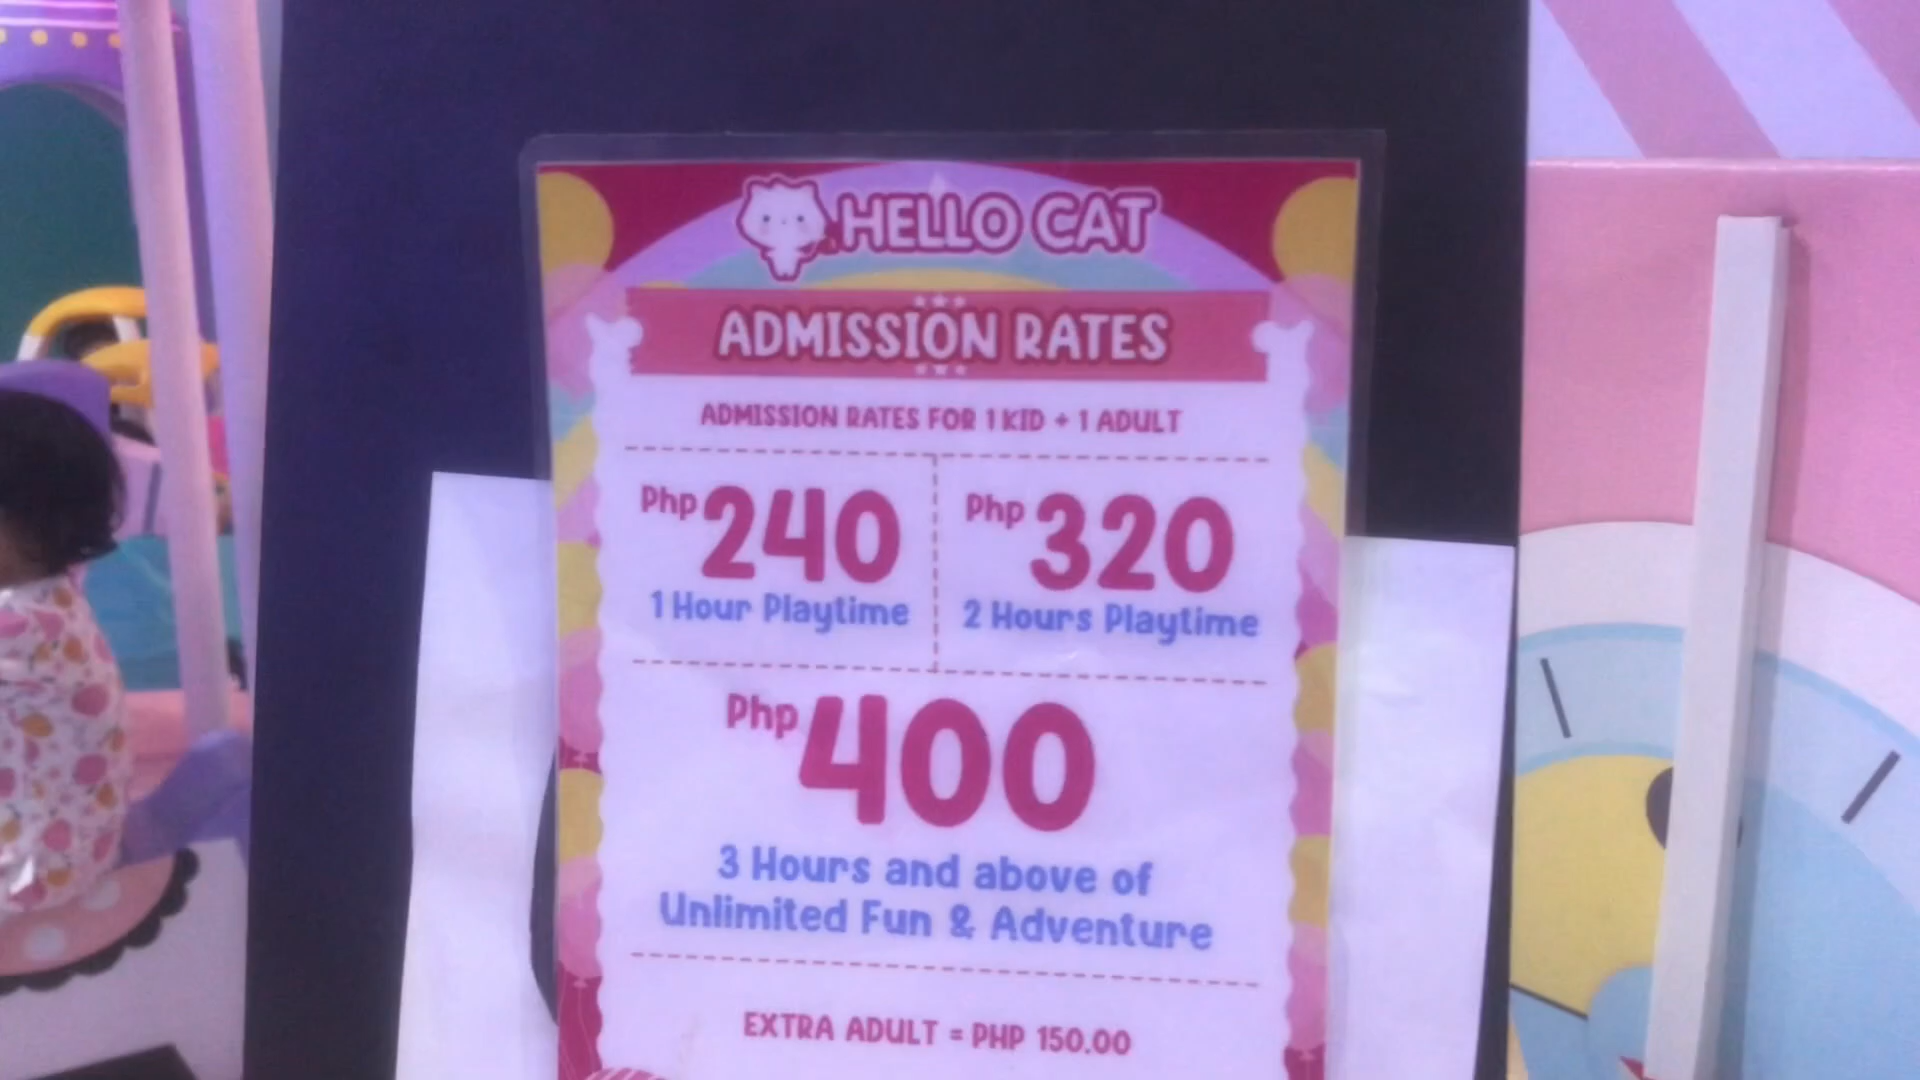 HELLO CAT
ADMISSION RATES
ADMISSION RATES FOR 1 KID + 1 ADULT
Php 240
1 Hour Playtime
Php 320
2 Hours Playtime
Php 400
3 Hours and above of
Unlimited Fun & Adventure
EXTRA ADULT = PHP 150.00